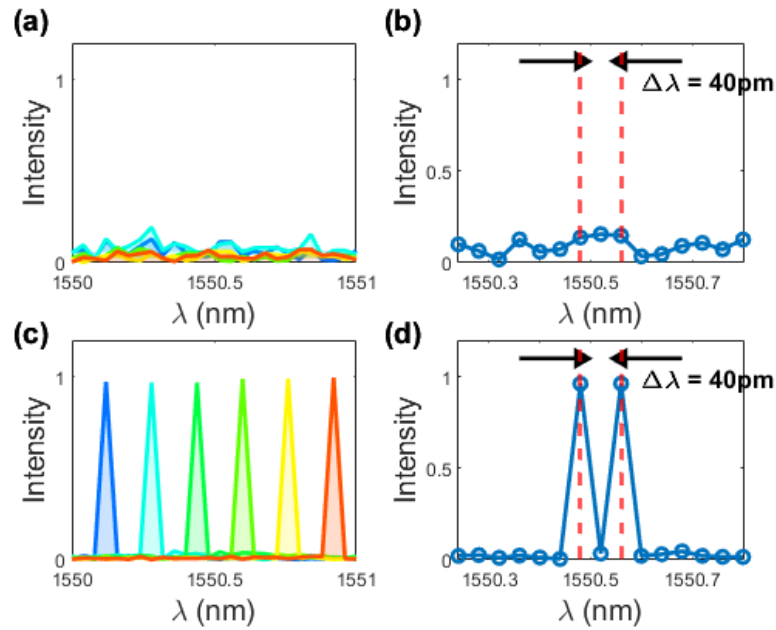 (a)
(b)
1
Intensity
0
1550
1550.5
1551
λ (nm)
1
Intensity
0.5
0
Δλ = 40pm
1550.3
1550.5
1550.7
λ (nm)
(c)
(d)
1
Intensity
0
1550
1550.5
1551
λ (nm)
1
Intensity
0.5
0
Δλ = 40pm
1550.3
1550.5
1550.7
λ (nm)